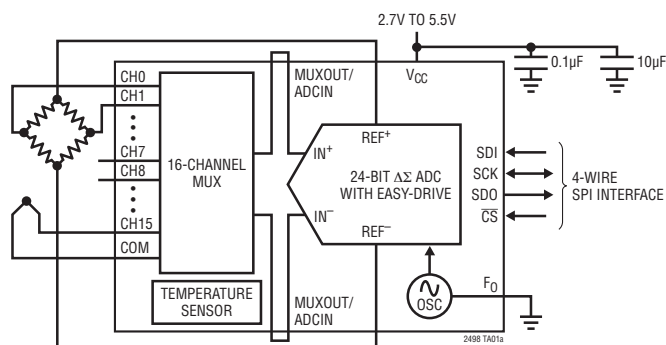 2.7V TO 5.5V
0.1µF
10µF
VCC
CH0
CH1
CH7
CH8
CH15
COM
16-CHANNEL
MUX
TEMPERATURE
SENSOR
MUXOUT/
ADCIN
IN+
IN–
REF+
24-BIT ΔΣ ADC
WITH EASY-DRIVE
REF–
MUXOUT/
ADCIN
SDI
SCK
SDO
CS
4-WIRE
SPI INTERFACE
OSC
FO
2498 TA01a